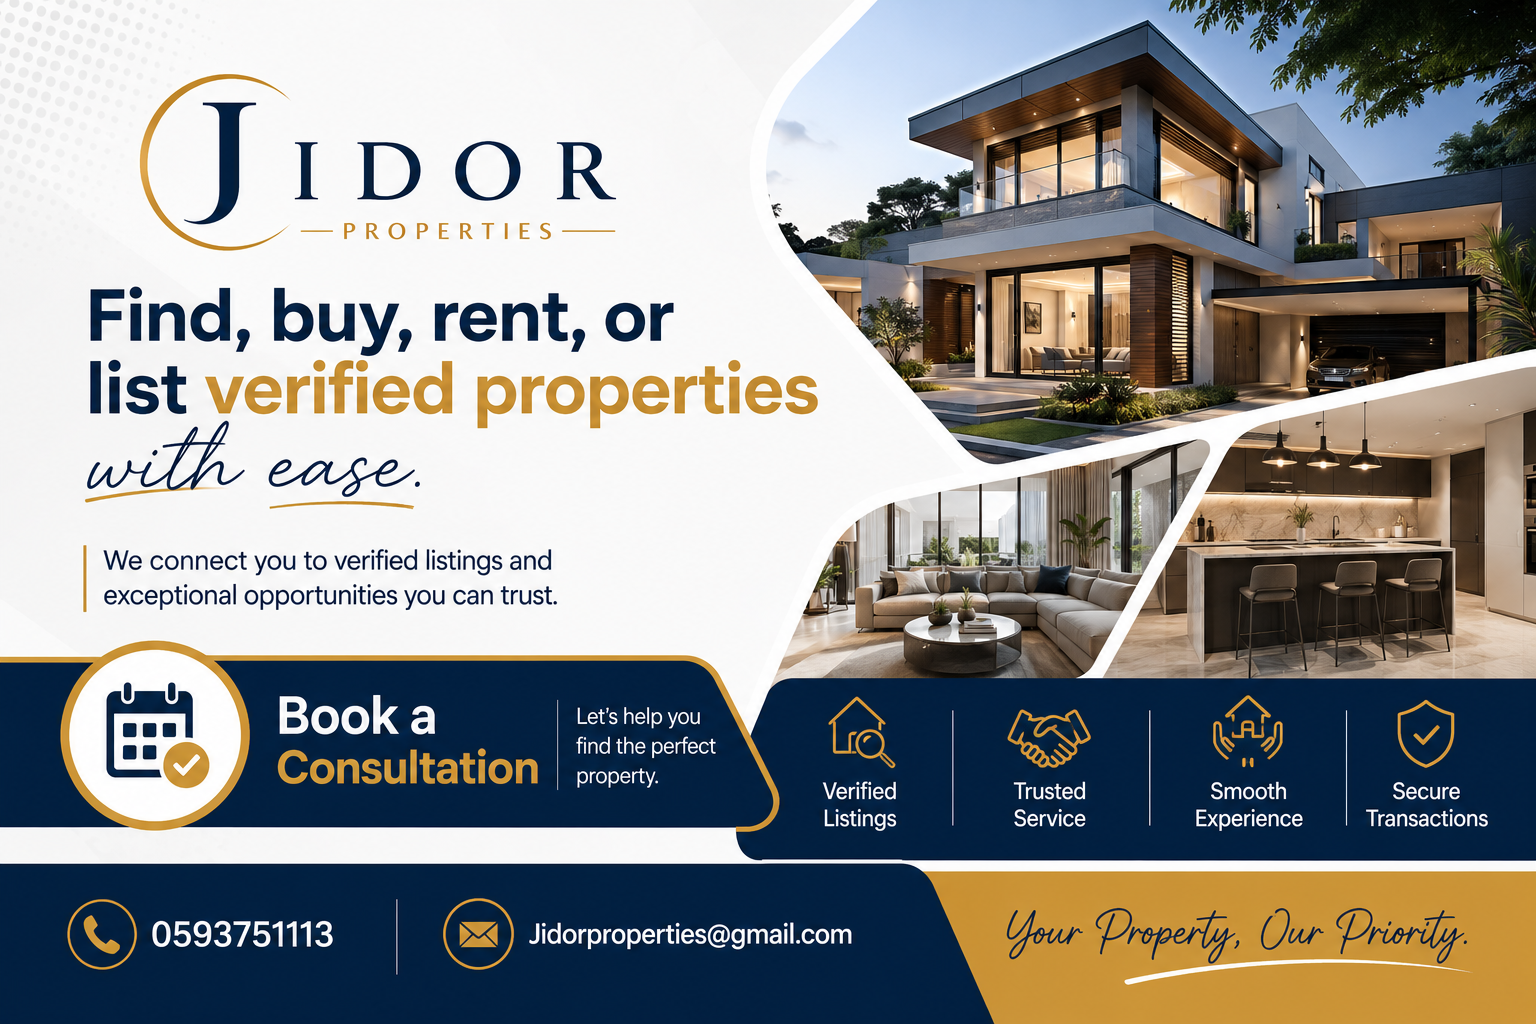 JIDOR
PROPERTIES
Find, buy, rent, or
list verified properties
with ease.
We connect you to verified listings and
exceptional opportunities you can trust.
Book a
Consultation
Let's help you
find the perfect
property.
Verified
Listings
Trusted
Service
Smooth
Experience
Secure
Transactions
0593751113
Jidorproperties@gmail.com
Your Property, Our Priority.